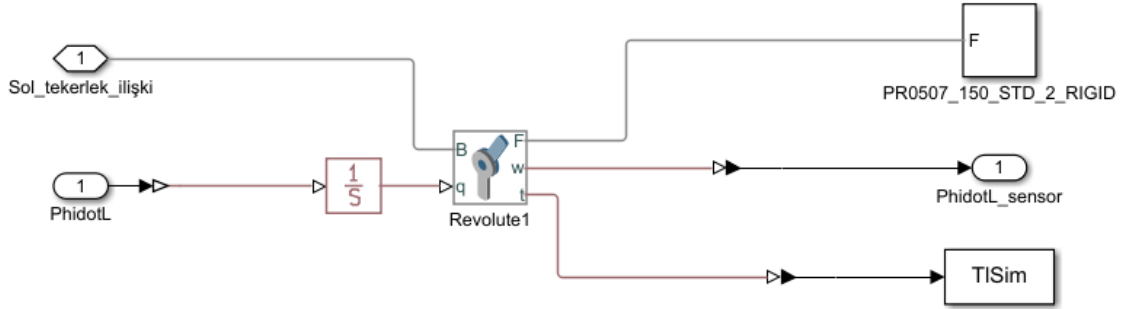 1
Sol_tekerlek_ilişki
F
PR0507_150_STD_2_RIGID
B
F
w
q
t
Revolute1
1
PhidotL
1
S
1
PhidotL_sensor
TlSim